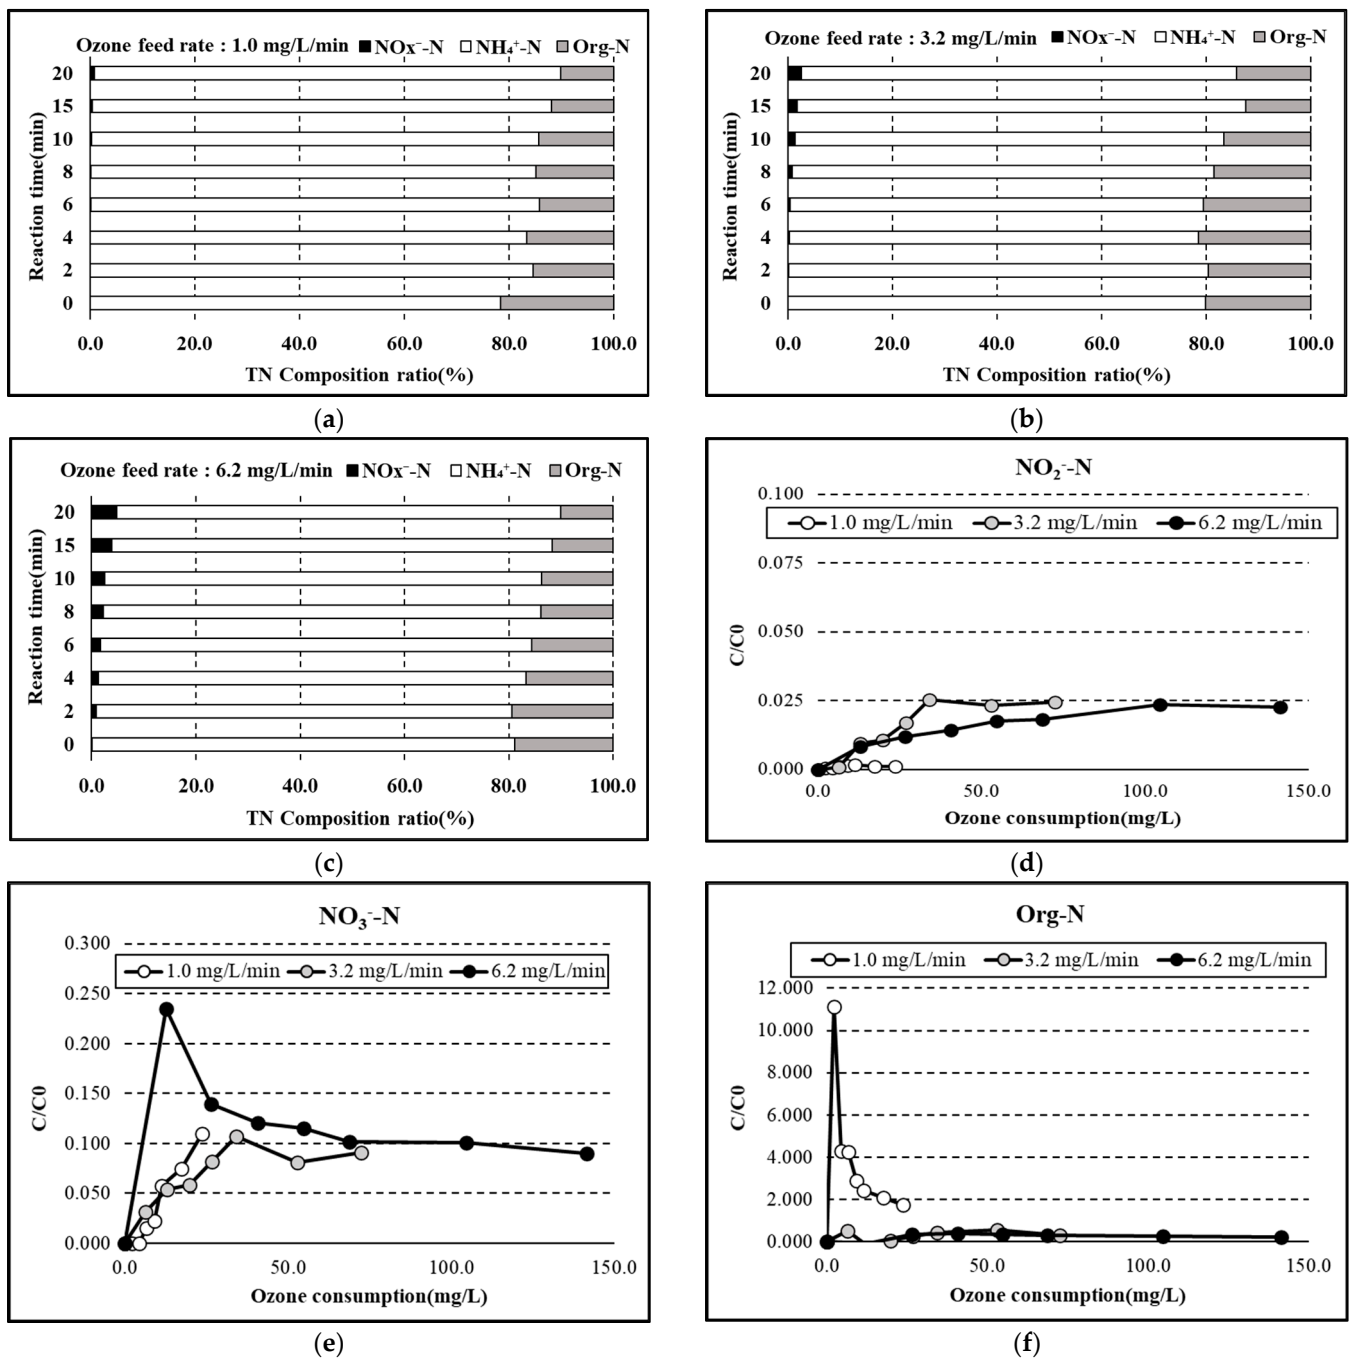 Ozone feed rate : 1.0 mg/L/min NOx⁻-N NH₄⁺-N Org-N
Reaction time(min)
20
15
10
8
6
4
2
0
0.0 20.0 40.0 60.0 80.0 100.0
TN Composition ratio(%)
(a)
Ozone feed rate : 3.2 mg/L/min NOx⁻-N NH₄⁺-N Org-N
Reaction time(min)
20
15
10
8
6
4
2
0
0.0 20.0 40.0 60.0 80.0 100.0
TN Composition ratio(%)
(b)
Ozone feed rate : 6.2 mg/L/min NOx⁻-N NH₄⁺-N Org-N
Reaction time(min)
20
15
10
8
6
4
2
0
0.0 20.0 40.0 60.0 80.0 100.0
TN Composition ratio(%)
(c)
NO₂⁻-N
0.100
1.0 mg/L/min 3.2 mg/L/min 6.2 mg/L/min
0.075
0.050
0.025
0.000
C/C0
0.0 50.0 100.0 150.0
Ozone consumption(mg/L)
(d)
NO₃⁻-N
0.300
1.0 mg/L/min 3.2 mg/L/min 6.2 mg/L/min
0.250
0.200
0.150
0.100
0.050
0.000
C/C0
0.0 50.0 100.0 150.0
Ozone consumption(mg/L)
(e)
Org-N
1.0 mg/L/min 3.2 mg/L/min 6.2 mg/L/min
12.000
10.000
8.000
6.000
4.000
2.000
0.000
C/C0
0.0 50.0 100.0 150.0
Ozone consumption(mg/L)
(f)